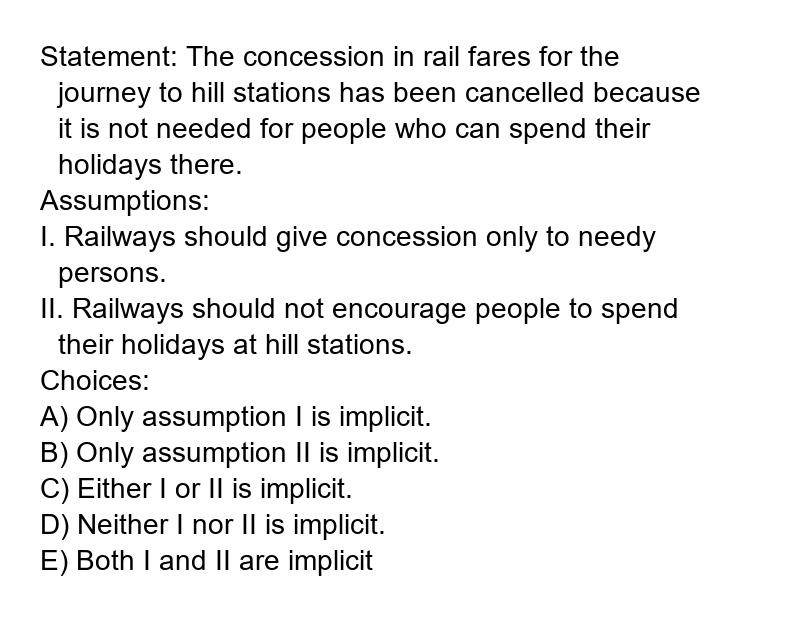 Statement: The concession in rail fares for the
journey to hill stations has been cancelled because
it is not needed for people who can spend their
holidays there.
Assumptions:
I. Railways should give concession only to needy
persons.
II. Railways should not encourage people to spend
their holidays at hill stations.
Choices:
A) Only assumption I is implicit.
B) Only assumption II is implicit.
C) Either I or II is implicit.
D) Neither I nor II is implicit.
E) Both I and II are implicit